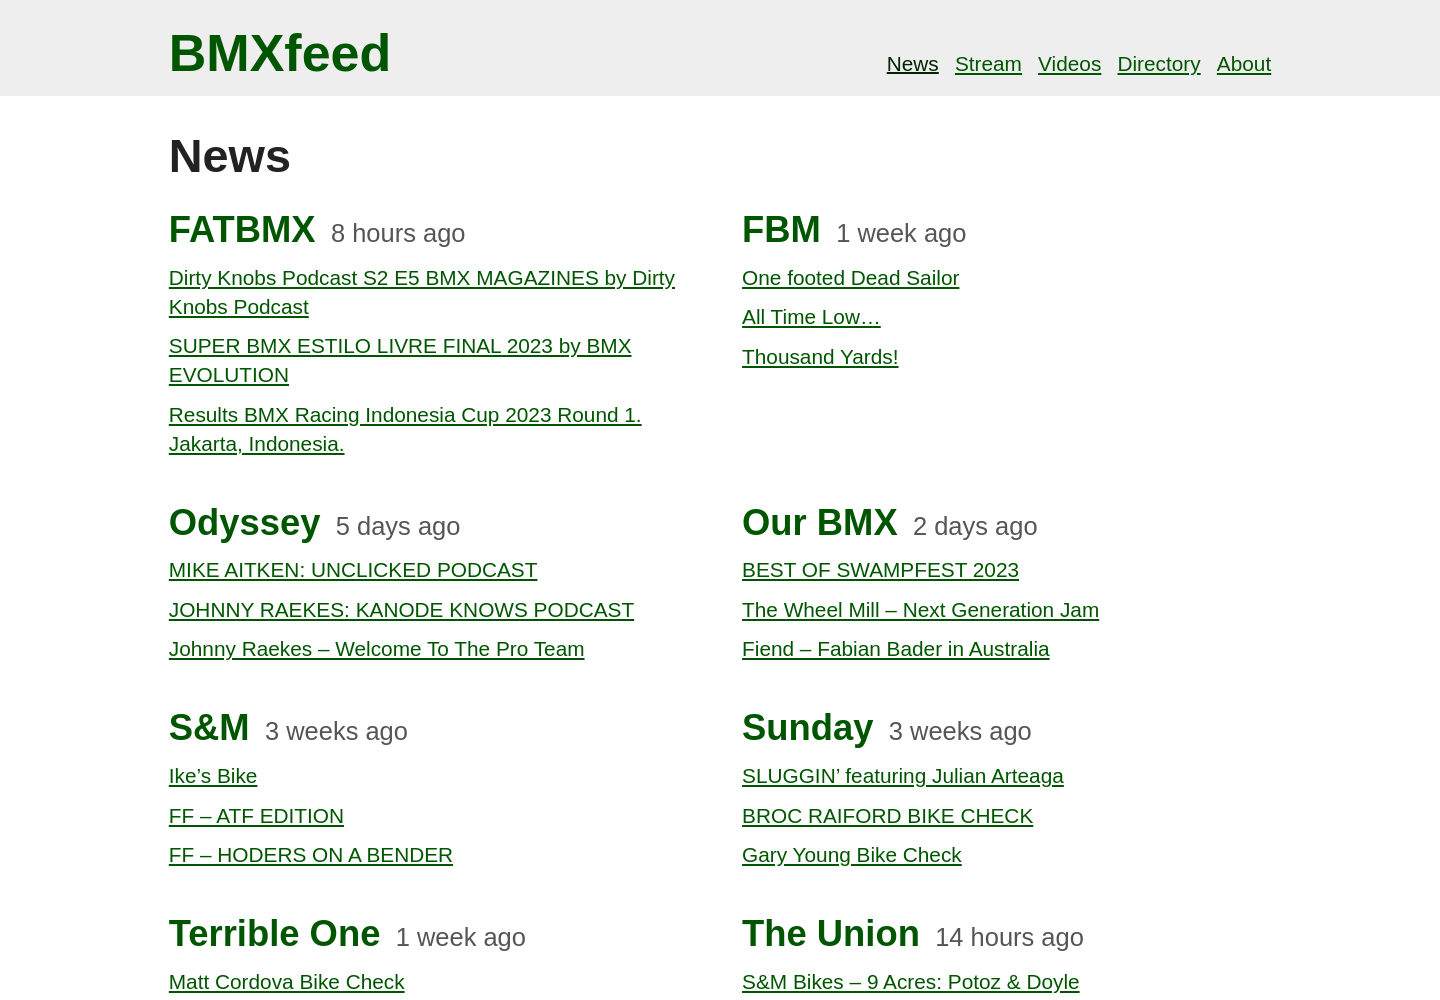 BMXfeed
News Stream Videos Directory About
News
FATBMX 8 hours ago
Dirty Knobs Podcast S2 E5 BMX MAGAZINES by Dirty
Knobs Podcast
SUPER BMX ESTILO LIVRE FINAL 2023 by BMX
EVOLUTION
Results BMX Racing Indonesia Cup 2023 Round 1.
Jakarta, Indonesia.
FBM 1 week ago
One footed Dead Sailor
All Time Low…
Thousand Yards!
Odyssey 5 days ago
MIKE AITKEN: UNCLICKED PODCAST
JOHNNY RAEKES: KANODE KNOWS PODCAST
Johnny Raekes – Welcome To The Pro Team
Our BMX 2 days ago
BEST OF SWAMPFEST 2023
The Wheel Mill – Next Generation Jam
Fiend – Fabian Bader in Australia
S&M 3 weeks ago
Ike’s Bike
FF – ATF EDITION
FF – HODERS ON A BENDER
Sunday 3 weeks ago
SLUGGIN’ featuring Julian Arteaga
BROC RAIFORD BIKE CHECK
Gary Young Bike Check
Terrible One 1 week ago
Matt Cordova Bike Check
The Union 14 hours ago
S&M Bikes – 9 Acres: Potoz & Doyle